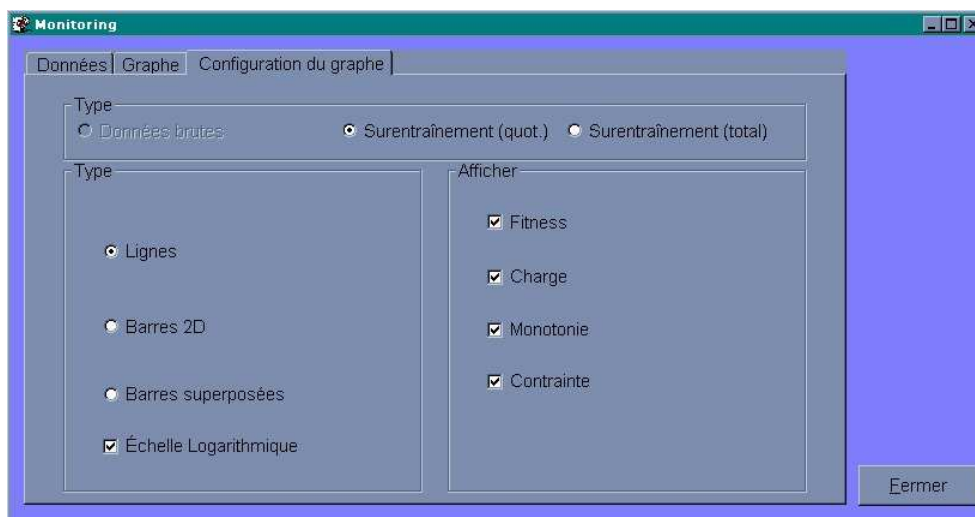 Monitoring
Données Graphe Configuration du graphe
Type
Données brutes Surentraînement (quot.) Surentraînement (total)
Type
Lignes
Barres 2D
Barres superposées
Échelle Logarithmique
Afficher
Fitness
Charge
Monotonie
Contrainte
Fermer